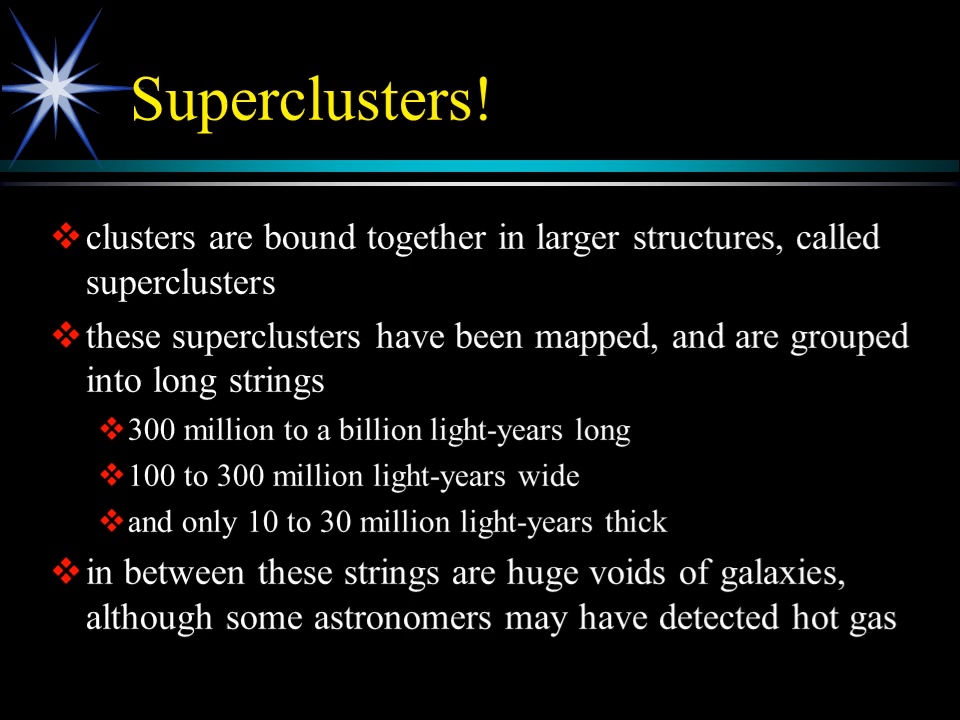 Superclusters!
clusters are bound together in larger structures, called
superclusters
these superclusters have been mapped, and are grouped
into long strings
300 million to a billion light-years long
100 to 300 million light-years wide
and only 10 to 30 million light-years thick
in between these strings are huge voids of galaxies,
although some astronomers may have detected hot gas